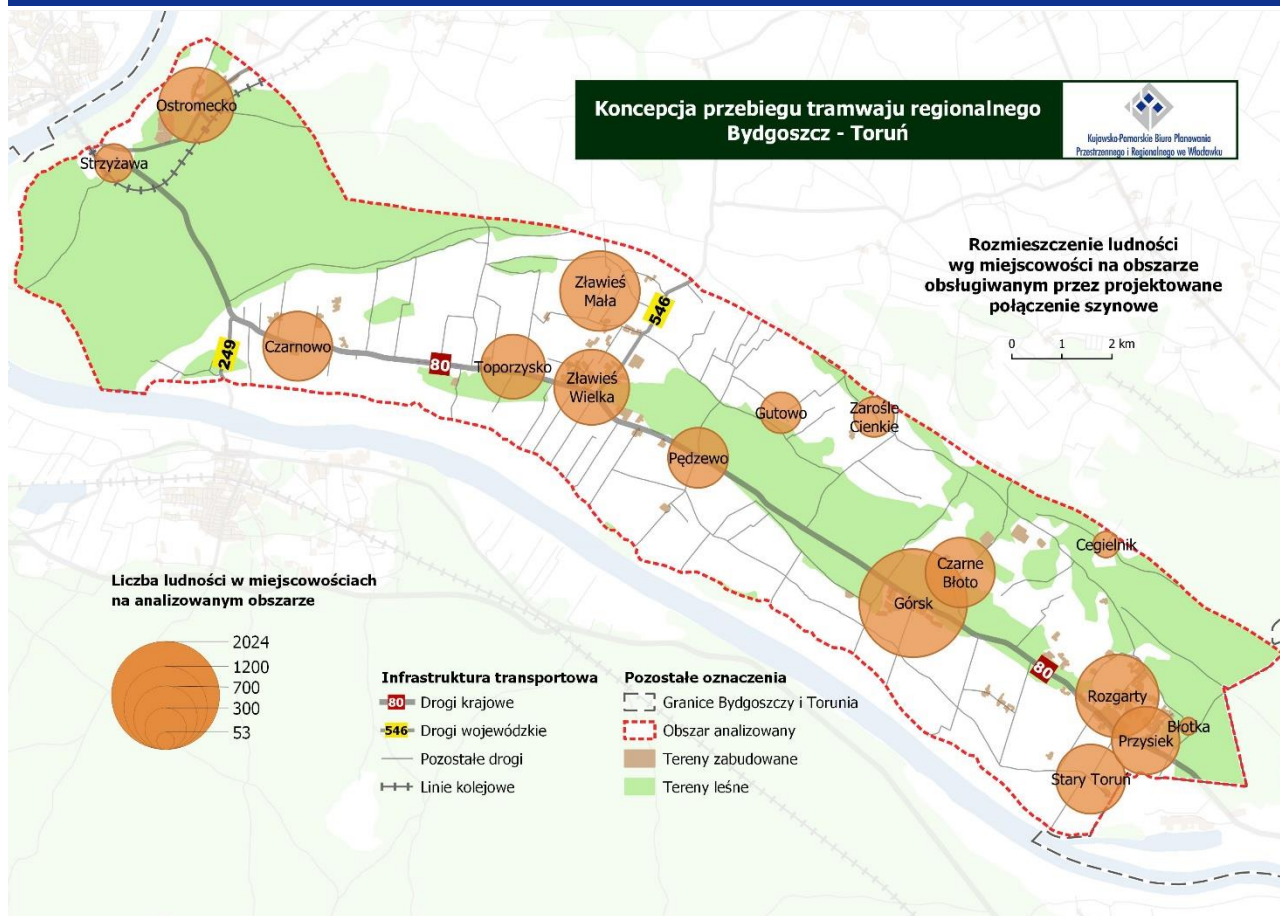 Koncepcja przebiegu tramwaju regionalnego
Bydgoszcz - Toruń
Kujawsko-Pomorskie Biuro Planowania
Przestrzennego i Regionalnego we Włocławku
Rozmieszczenie ludności
wg miejscowości na obszarze
obsługiwanym przez projektowane
połączenie szynowe
0 1 2 km
Ostromecko
Strzyżawa
Zławieś
Mała
546
249
Czarnowo
80
Toporzysko
Zławieś
Wielka
Gutowo
Zarośle
Cienkie
Pędzewo
Cegielnik
Czarne
Błoto
Górsk
80
Rozgarty
Błotka
Przysiek
Stary Toruń
Liczba ludności w miejscowościach
na analizowanym obszarze
2024
1200
700
300
53
Infrastruktura transportowa
80 Drogi krajowe
546 Drogi wojewódzkie
Pozostałe drogi
Linie kolejowe
Pozostałe oznaczenia
Granice Bydgoszczy i Torunia
Obszar analizowany
Tereny zabudowane
Tereny leśne